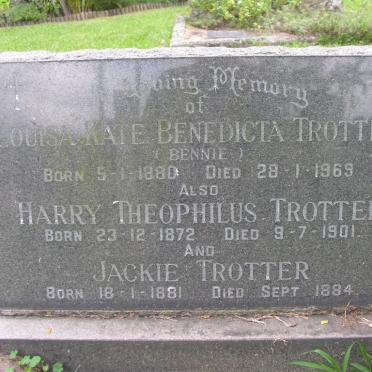 Loving Memory
of
Louisa Kate Benedicta Trotter
( Bennie )
Born 5-1-1880 Died 28-1-1969
Also
Harry Theophilus Trotter
Born 23-12-1872 Died 9-7-1901.
And
Jackie Trotter
Born 18-1-1881 Died Sept 1884.